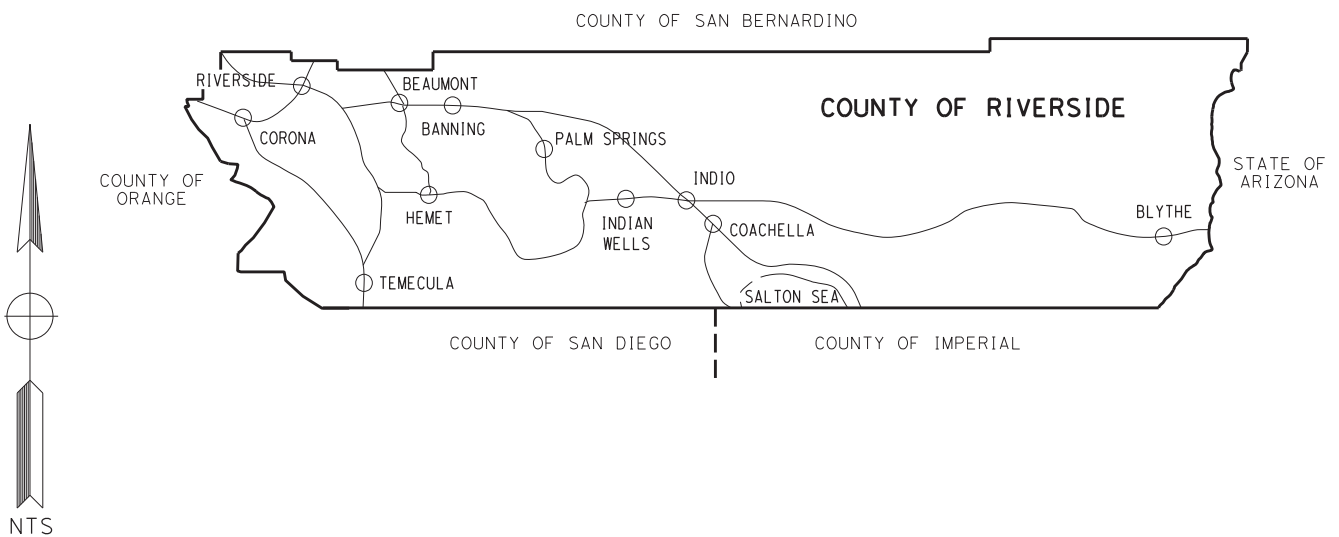 COUNTY OF SAN BERNARDINO
RIVERSIDE
BEAUMONT
BANNING
COUNTY OF RIVERSIDE
CORONA
PALM SPRINGS
STATE OF
ARIZONA
COUNTY OF
ORANGE
INDIO
HEMET
INDIAN
WELLS
COACHELLA
BLYTHE
TEMECULA
SALTON SEA
COUNTY OF SAN DIEGO
COUNTY OF IMPERIAL
NTS